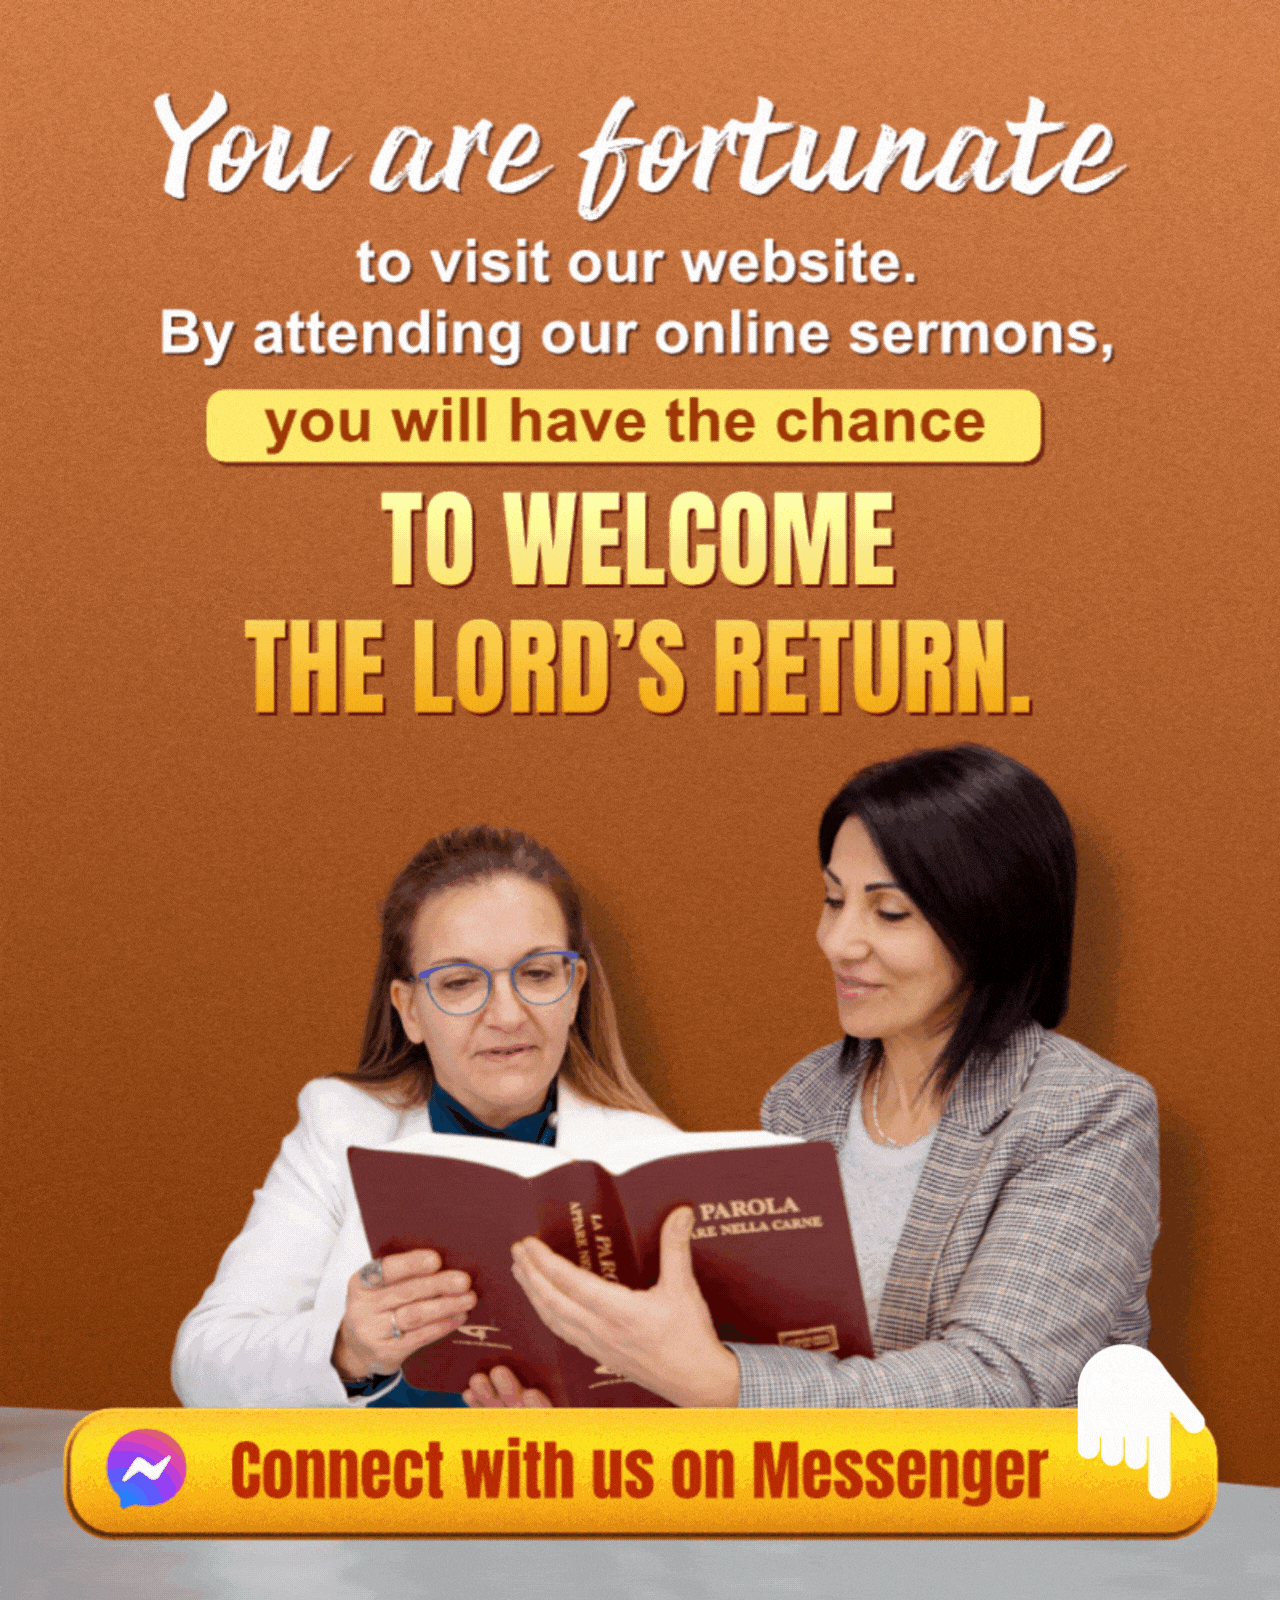 You are fortunate
to visit our website.
By attending our online sermons,
you will have the chance
TO WELCOME
THE LORD’S RETURN.
PAROLA
NELLA CARNE
LA
Connect with us on Messenger